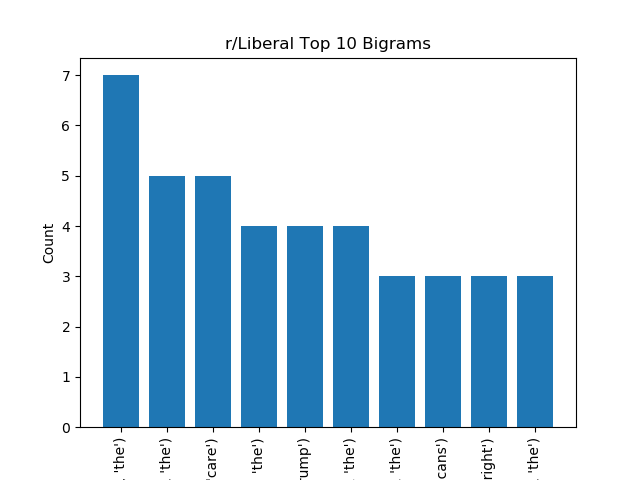 r/Liberal Top 10 Bigrams
7
6
5
4
3
2
1
0
Count
'the')
'the')
'care')
'the')
ump')
'the')
'the')
cans')
right')
'the')